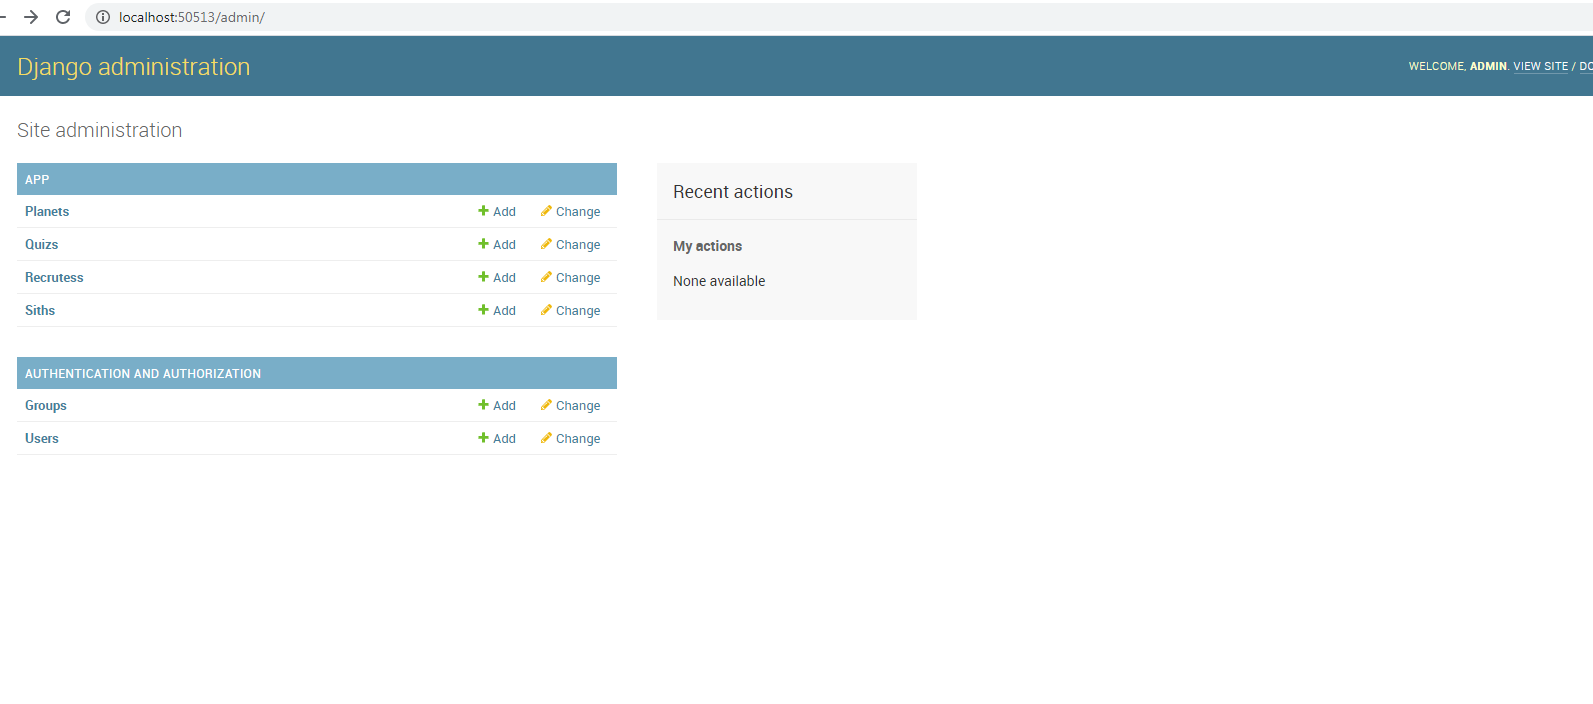 localhost:50513/admin/
Django administration
WELCOME, ADMIN. VIEW SITE / DO
Site administration
APP
Planets Add Change
Quizs Add Change
Recrutess Add Change
Siths Add Change
AUTHENTICATION AND AUTHORIZATION
Groups Add Change
Users Add Change
Recent actions
My actions
None available